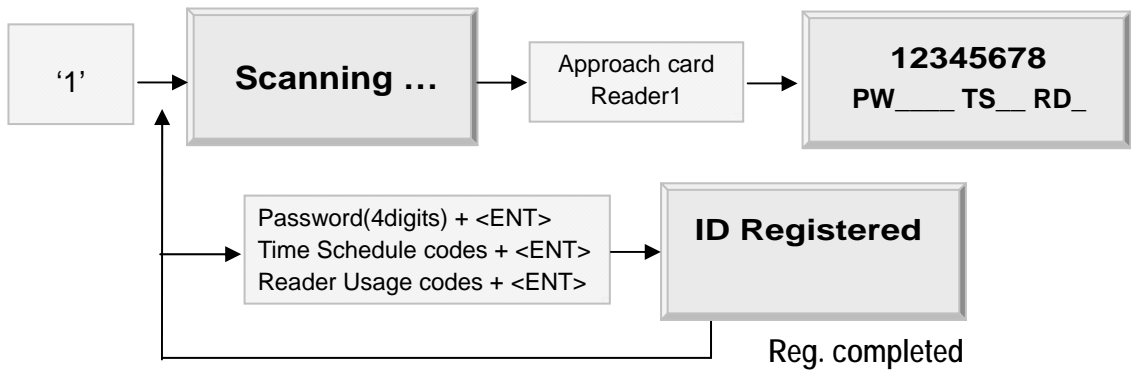 ‘1’
Scanning …
Approach card
Reader1
12345678
PW____ TS__ RD_
Password(4digits) + <ENT>
Time Schedule codes + <ENT>
Reader Usage codes + <ENT>
ID Registered
Reg. completed